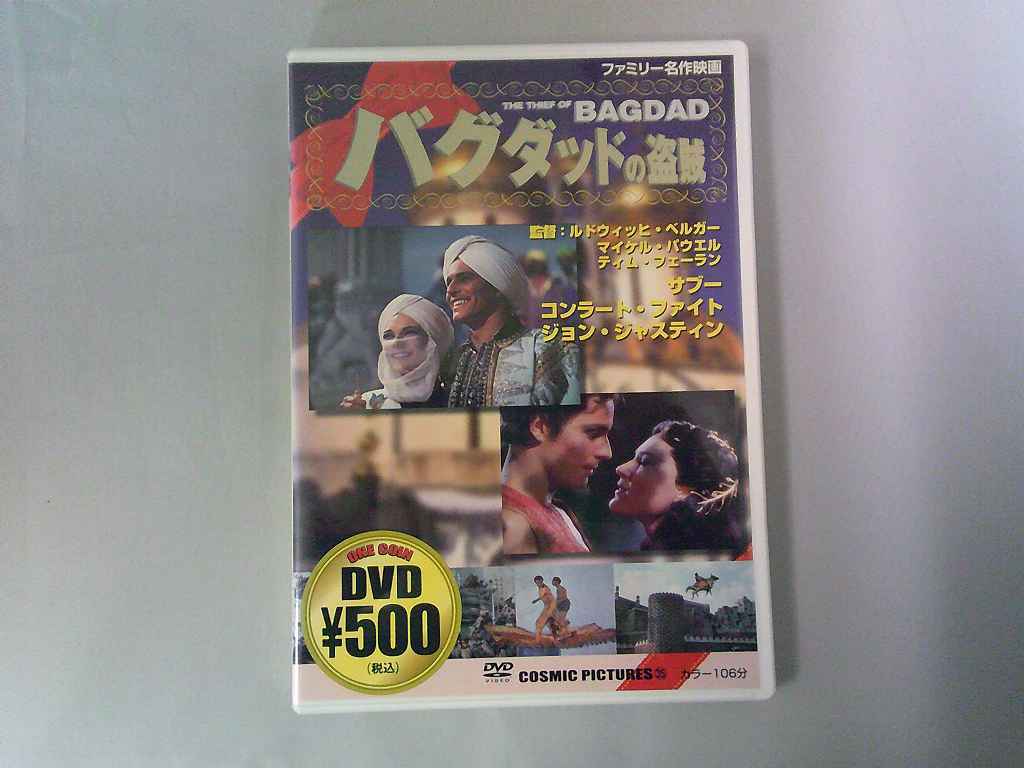 ファミリー名作映画
THE THIEF OF BAGDAD
バグダッドの盗賊
監督：ルドウィッヒ・ベルガー
マイケル・パウエル
ティム・フェーラン
サブー
コンラート・ファイト
ジョン・ジャスティン
ONE COIN
DVD
¥500
(税込)
DVD
VIDEO
COSMIC PICTURES 35 カラー106分